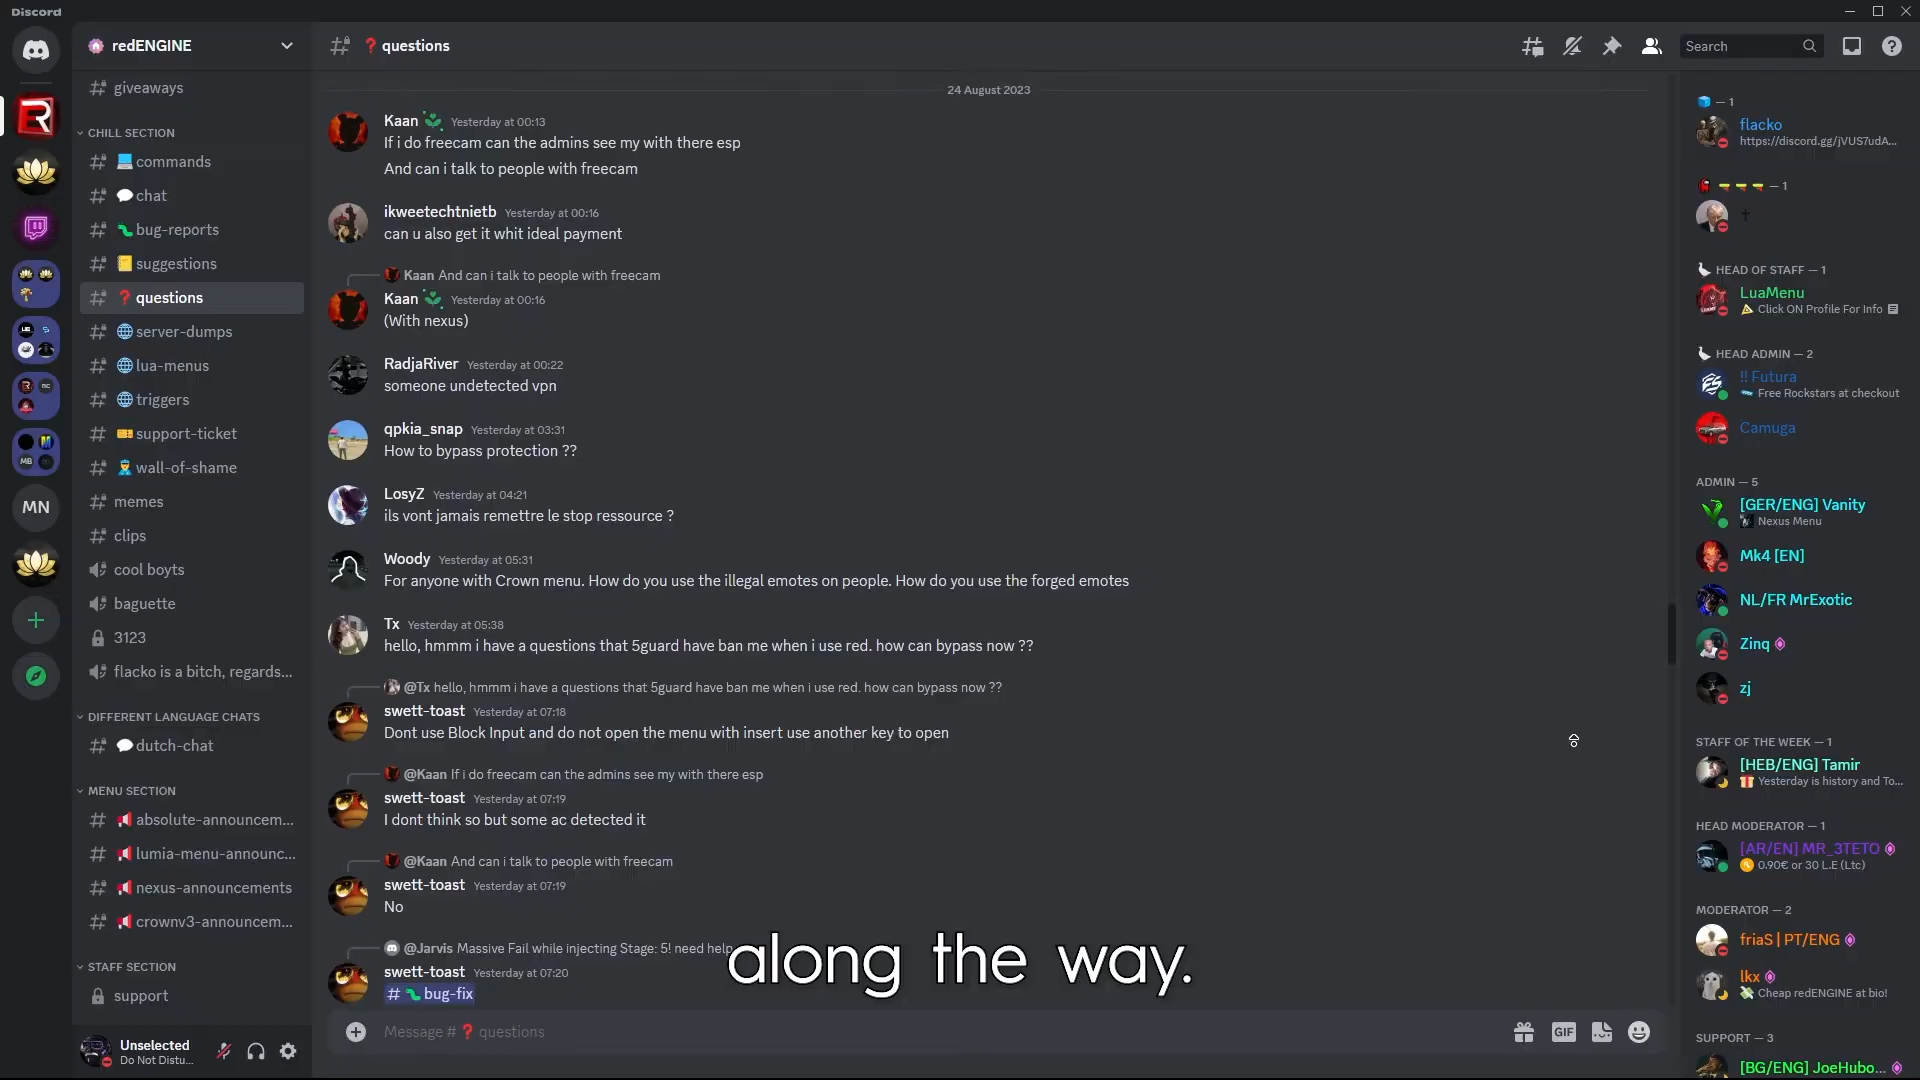 Discord
redENGINE
❓ questions
Search
giveaways
CHILL SECTION
💻 commands
💬 chat
🐛 bug-reports
📒 suggestions
❓ questions
🌐 server-dumps
🌐 lua-menus
🌐 triggers
🎫 support-ticket
👮 wall-of-shame
memes
clips
cool boyts
baguette
3123
flacko is a bitch, regards...
DIFFERENT LANGUAGE CHATS
💬 dutch-chat
MENU SECTION
📢 absolute-announcem...
📢 lumia-menu-announc...
📢 nexus-announcements
📢 crownv3-announcem...
STAFF SECTION
support
Unselected
Do Not Distu...
MN
MB
24 August 2023
Kaan Yesterday at 00:13
If i do freecam can the admins see my with there esp
And can i talk to people with freecam
ikweetechtnietb Yesterday at 00:16
can u also get it whit ideal payment
Kaan And can i talk to people with freecam
Kaan Yesterday at 00:16
(With nexus)
RadjaRiver Yesterday at 00:22
someone undetected vpn
qpkia_snap Yesterday at 03:31
How to bypass protection ??
LosyZ Yesterday at 04:21
ils vont jamais remettre le stop ressource ?
Woody Yesterday at 05:31
For anyone with Crown menu. How do you use the illegal emotes on people. How do you use the forged emotes
Tx Yesterday at 05:38
hello, hmmm i have a questions that 5guard have ban me when i use red. how can bypass now ??
@Tx hello, hmmm i have a questions that 5guard have ban me when i use red. how can bypass now ??
swett-toast Yesterday at 07:18
Dont use Block Input and do not open the menu with insert use another key to open
@Kaan If i do freecam can the admins see my with there esp
swett-toast Yesterday at 07:19
I dont think so but some ac detected it
@Kaan And can i talk to people with freecam
swett-toast Yesterday at 07:19
No
@Jarvis Massive Fail while injecting Stage: 5! need help
swett-toast Yesterday at 07:20
# 🐛 bug-fix
along the way.
Message # ❓ questions
GIF
— 1
flacko
https://discord.gg/jVUS7udA...
— 1
✝
HEAD OF STAFF — 1
LuaMenu
Click ON Profile For Info
HEAD ADMIN — 2
!! Futura
Free Rockstars at checkout
Camuga
ADMIN — 5
[GER/ENG] Vanity
Nexus Menu
Mk4 [EN]
NL/FR MrExotic
Zinq
zj
STAFF OF THE WEEK — 1
[HEB/ENG] Tamir
Yesterday is history and To...
HEAD MODERATOR — 1
[AR/EN] MR_3TETO
0.90€ or 30 L.E (Ltc)
MODERATOR — 2
friaS | PT/ENG
lkx
Cheap redENGINE at bio!
SUPPORT — 3
[BG/ENG] JoeHubo...